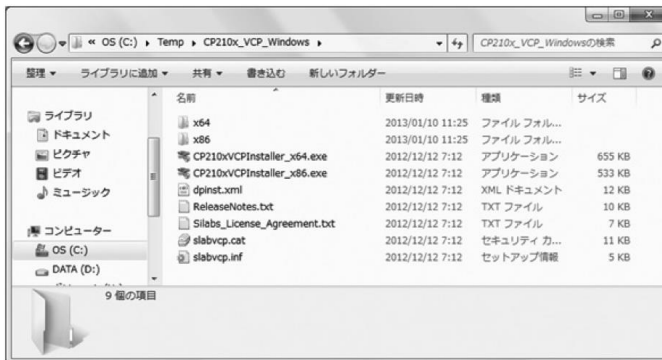 « OS (C:) ▸ Temp ▸ CP210x_VCP_Windows ▸ CP210x_VCP_Windowsの検索
整理 ▼ ライブラリに追加 ▼ 共有 ▼ 書き込む 新しいフォルダー
名前 更新日時 種類 サイズ
ライブラリ
ドキュメント
ピクチャ
ビデオ
ミュージック
コンピューター
OS (C:)
DATA (D:)
x64 2013/01/10 11:25 ファイル フォル...
x86 2013/01/10 11:25 ファイル フォル...
CP210xVCPInstaller_x64.exe 2012/12/12 7:12 アプリケーション 655 KB
CP210xVCPInstaller_x86.exe 2012/12/12 7:12 アプリケーション 533 KB
dpinst.xml 2012/12/12 7:12 XML ドキュメント 12 KB
ReleaseNotes.txt 2012/12/12 7:12 TXT ファイル 10 KB
Silabs_License_Agreement.txt 2012/12/12 7:12 TXT ファイル 7 KB
slabvcp.cat 2012/12/12 7:12 セキュリティ カ... 11 KB
slabvcp.inf 2012/12/12 7:12 セットアップ情報 5 KB
9 個の項目